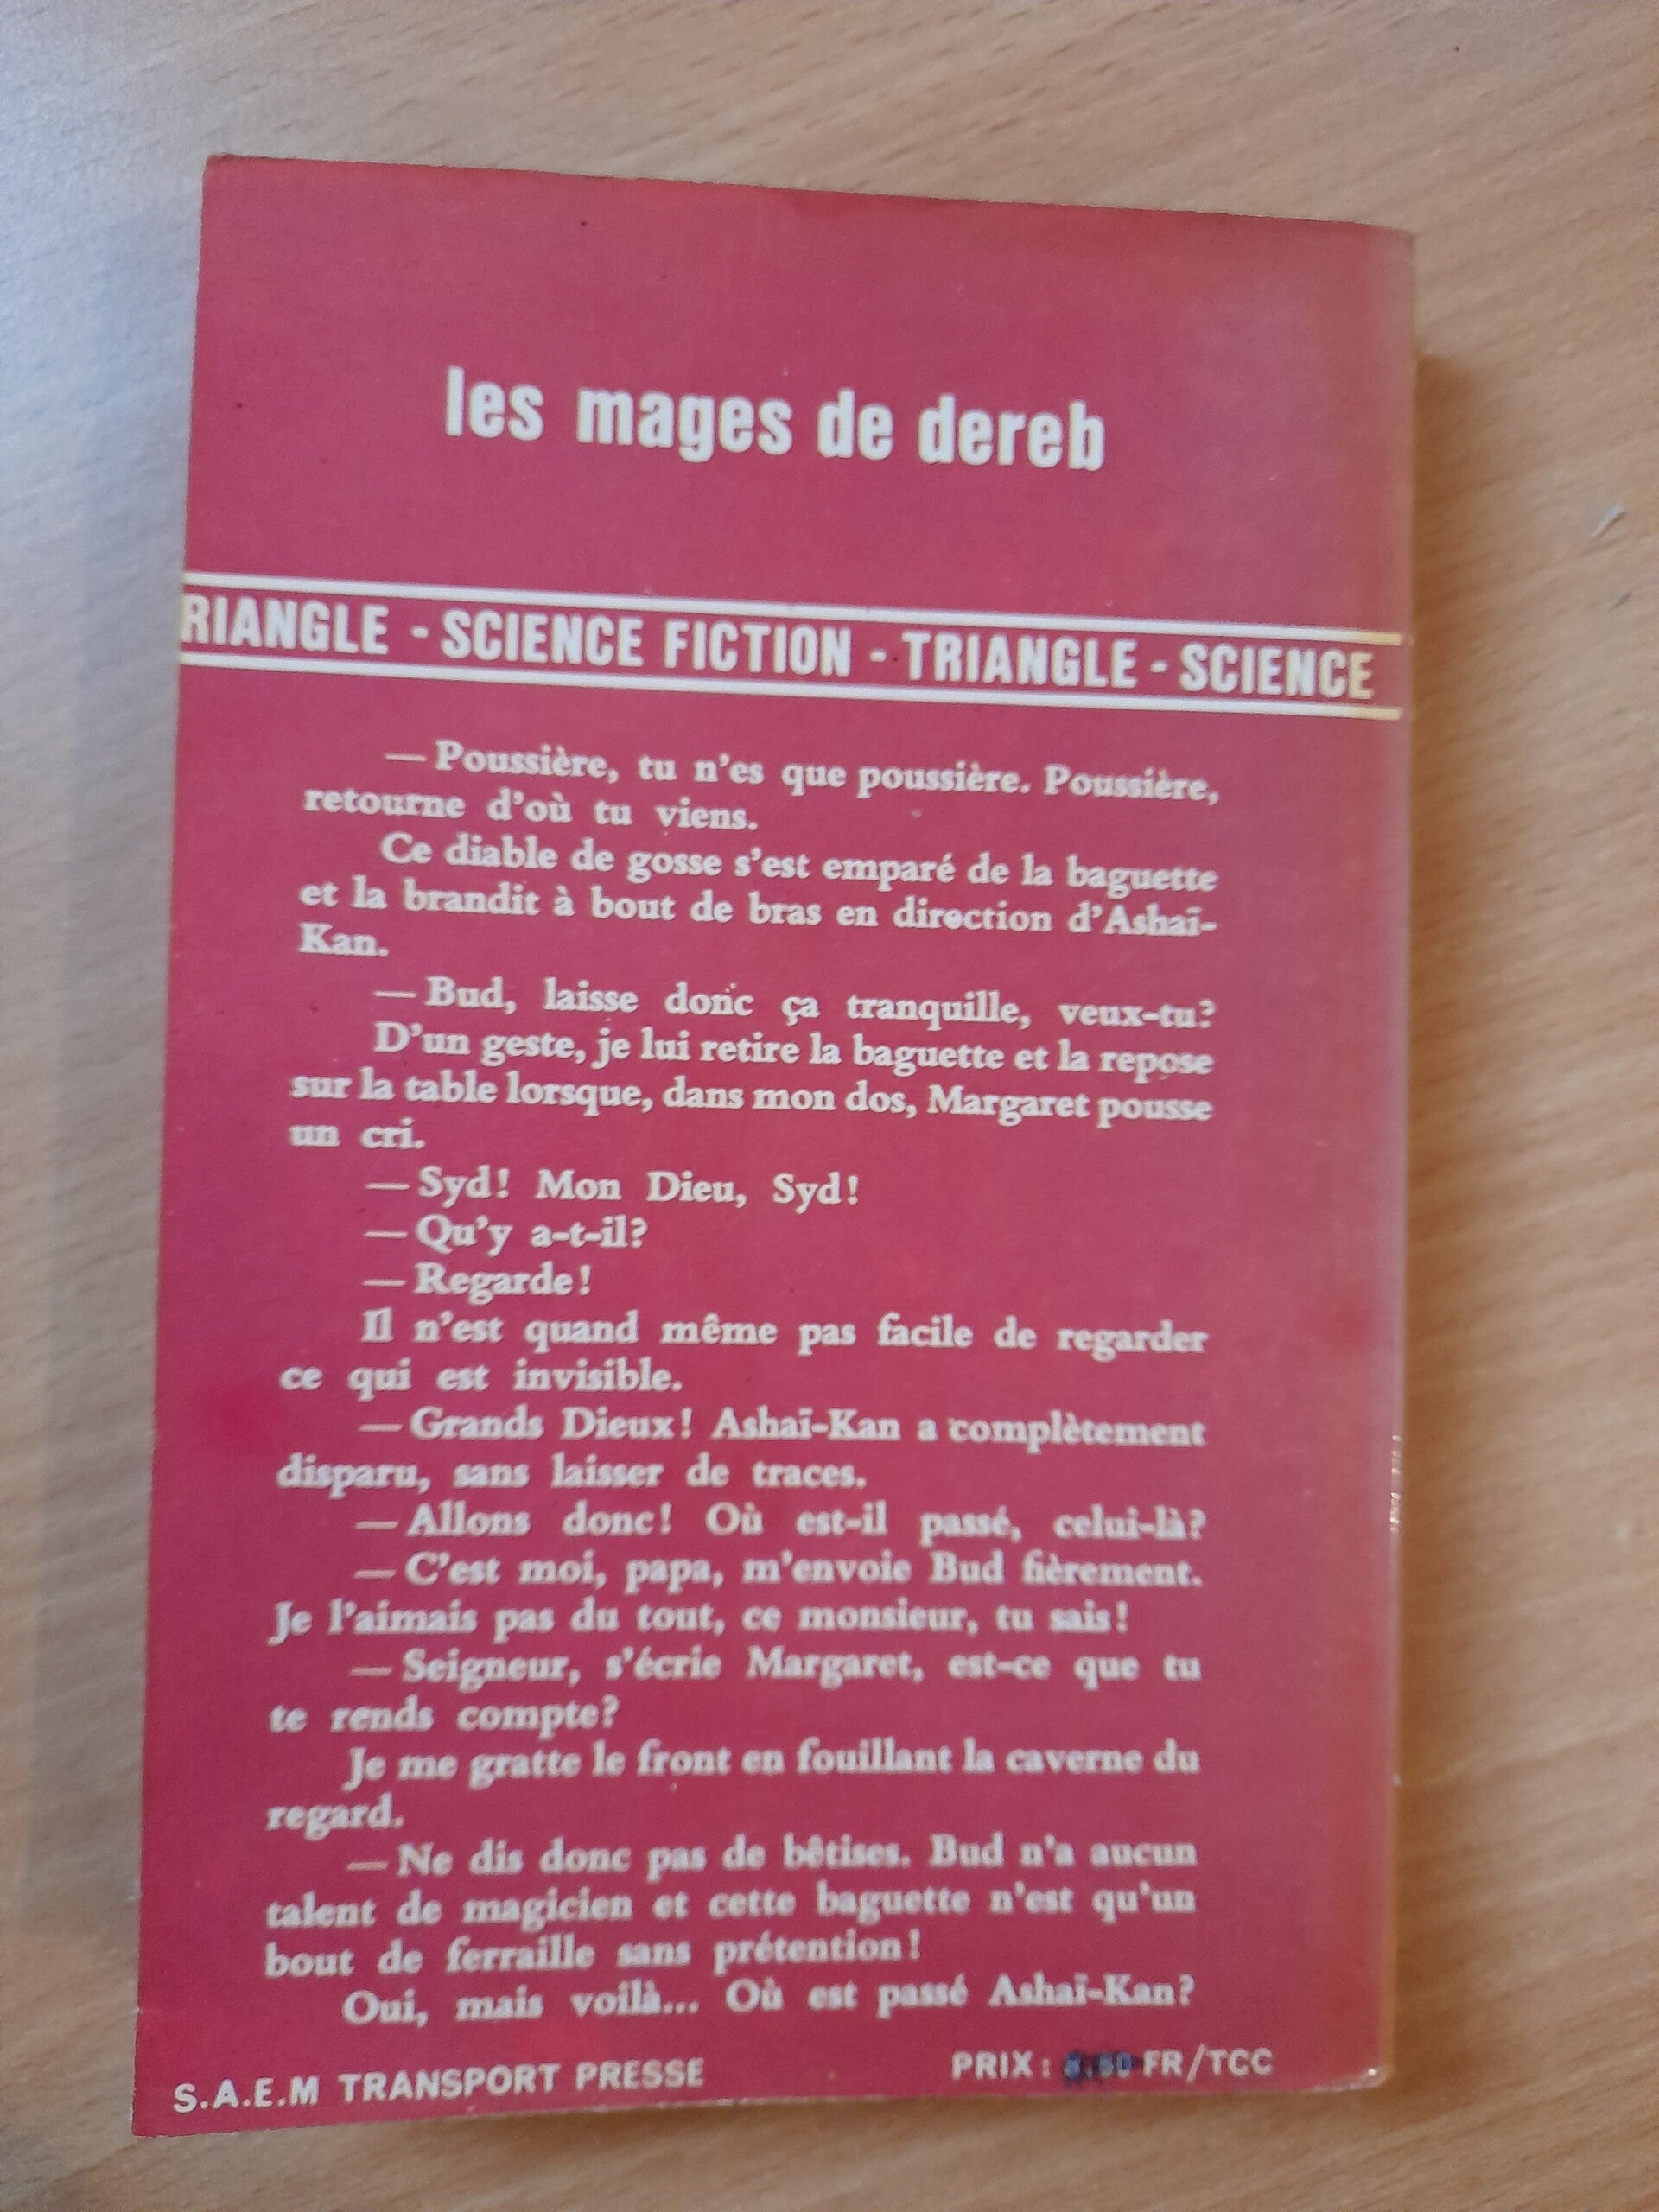 les mages de dereb
RIANGLE - SCIENCE FICTION - TRIANGLE - SCIENCE
— Poussière, tu n'es que poussière. Poussière,
retourne d'où tu viens.
Ce diable de gosse s'est emparé de la baguette
et la brandit à bout de bras en direction d'Ashaï-
Kan.
— Bud, laisse donc ça tranquille, veux-tu?
D'un geste, je lui retire la baguette et la repose
sur la table lorsque, dans mon dos, Margaret pousse
un cri.
— Syd! Mon Dieu, Syd!
— Qu'y a-t-il?
— Regarde!
Il n'est quand même pas facile de regarder
ce qui est invisible.
— Grands Dieux! Ashaï-Kan a complètement
disparu, sans laisser de traces.
— Allons donc! Où est-il passé, celui-là?
— C'est moi, papa, m'envoie Bud fièrement.
Je l'aimais pas du tout, ce monsieur, tu sais!
— Seigneur, s'écrie Margaret, est-ce que tu
te rends compte?
Je me gratte le front en fouillant la caverne du
regard.
— Ne dis donc pas de bêtises. Bud n'a aucun
talent de magicien et cette baguette n'est qu'un
bout de ferraille sans prétention!
Oui, mais voilà... Où est passé Ashaï-Kan?
S.A.E.M TRANSPORT PRESSE
PRIX : FR/TCC